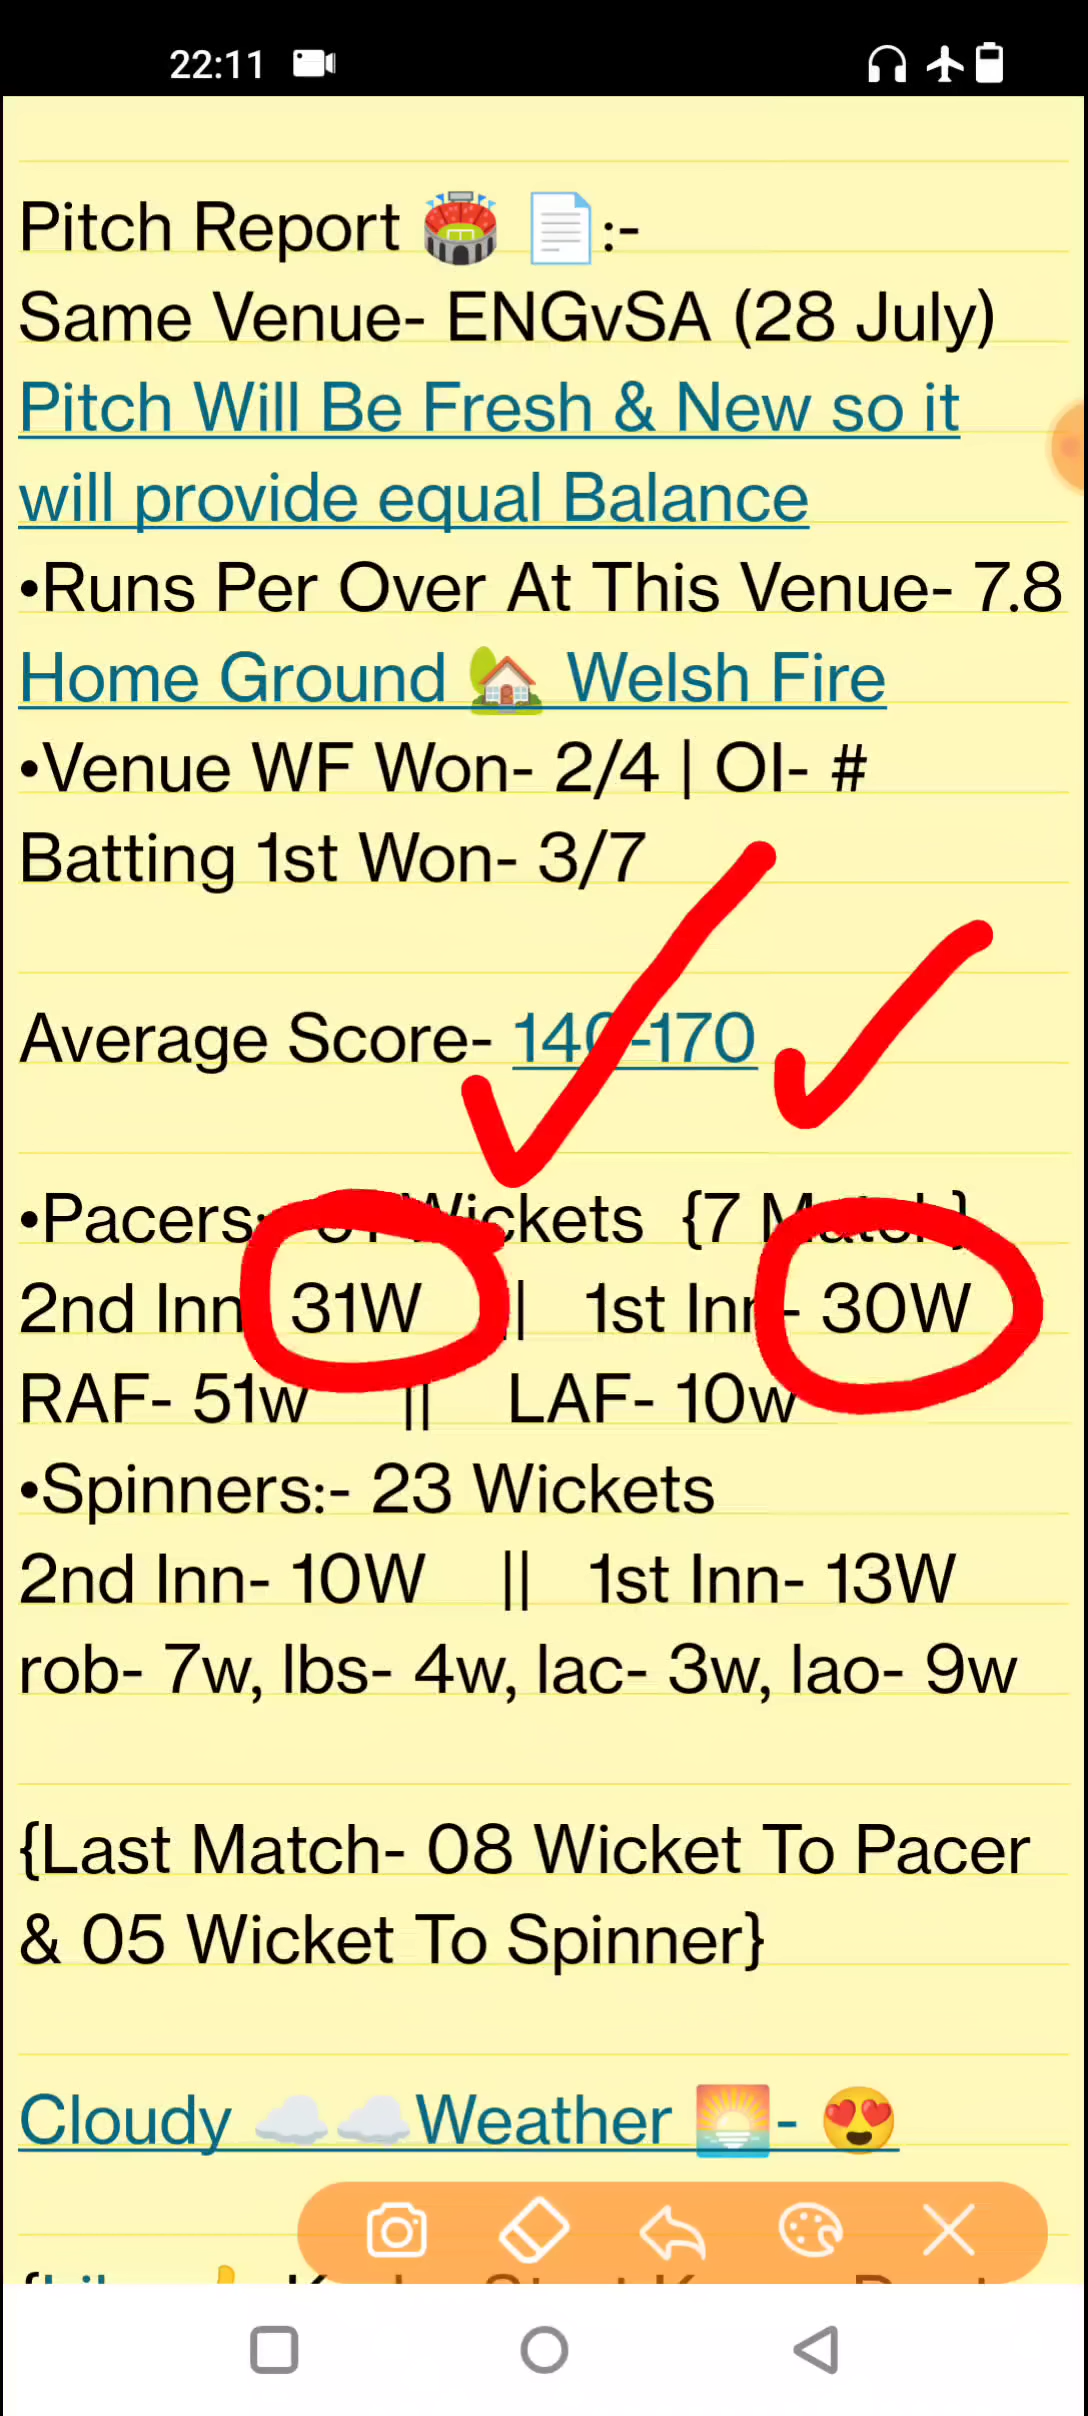 22:11
Pitch Report 🏟️ 📄:-
Same Venue- ENGvSA (28 July)
Pitch Will Be Fresh & New so it
will provide equal Balance
•Runs Per Over At This Venue- 7.8
Home Ground 🏡 Welsh Fire
•Venue WF Won- 2/4 | OI- #
Batting 1st Won- 3/7
Average Score- 140-170
•Pacers:- 61 Wickets {7 Match}
2nd Inn- 31W || 1st Inn- 30W
RAF- 51w || LAF- 10w
•Spinners:- 23 Wickets
2nd Inn- 10W || 1st Inn- 13W
rob- 7w, lbs- 4w, lac- 3w, lao- 9w
{Last Match- 08 Wicket To Pacer
& 05 Wicket To Spinner}
Cloudy ☁️☁️Weather 🌅- 😍